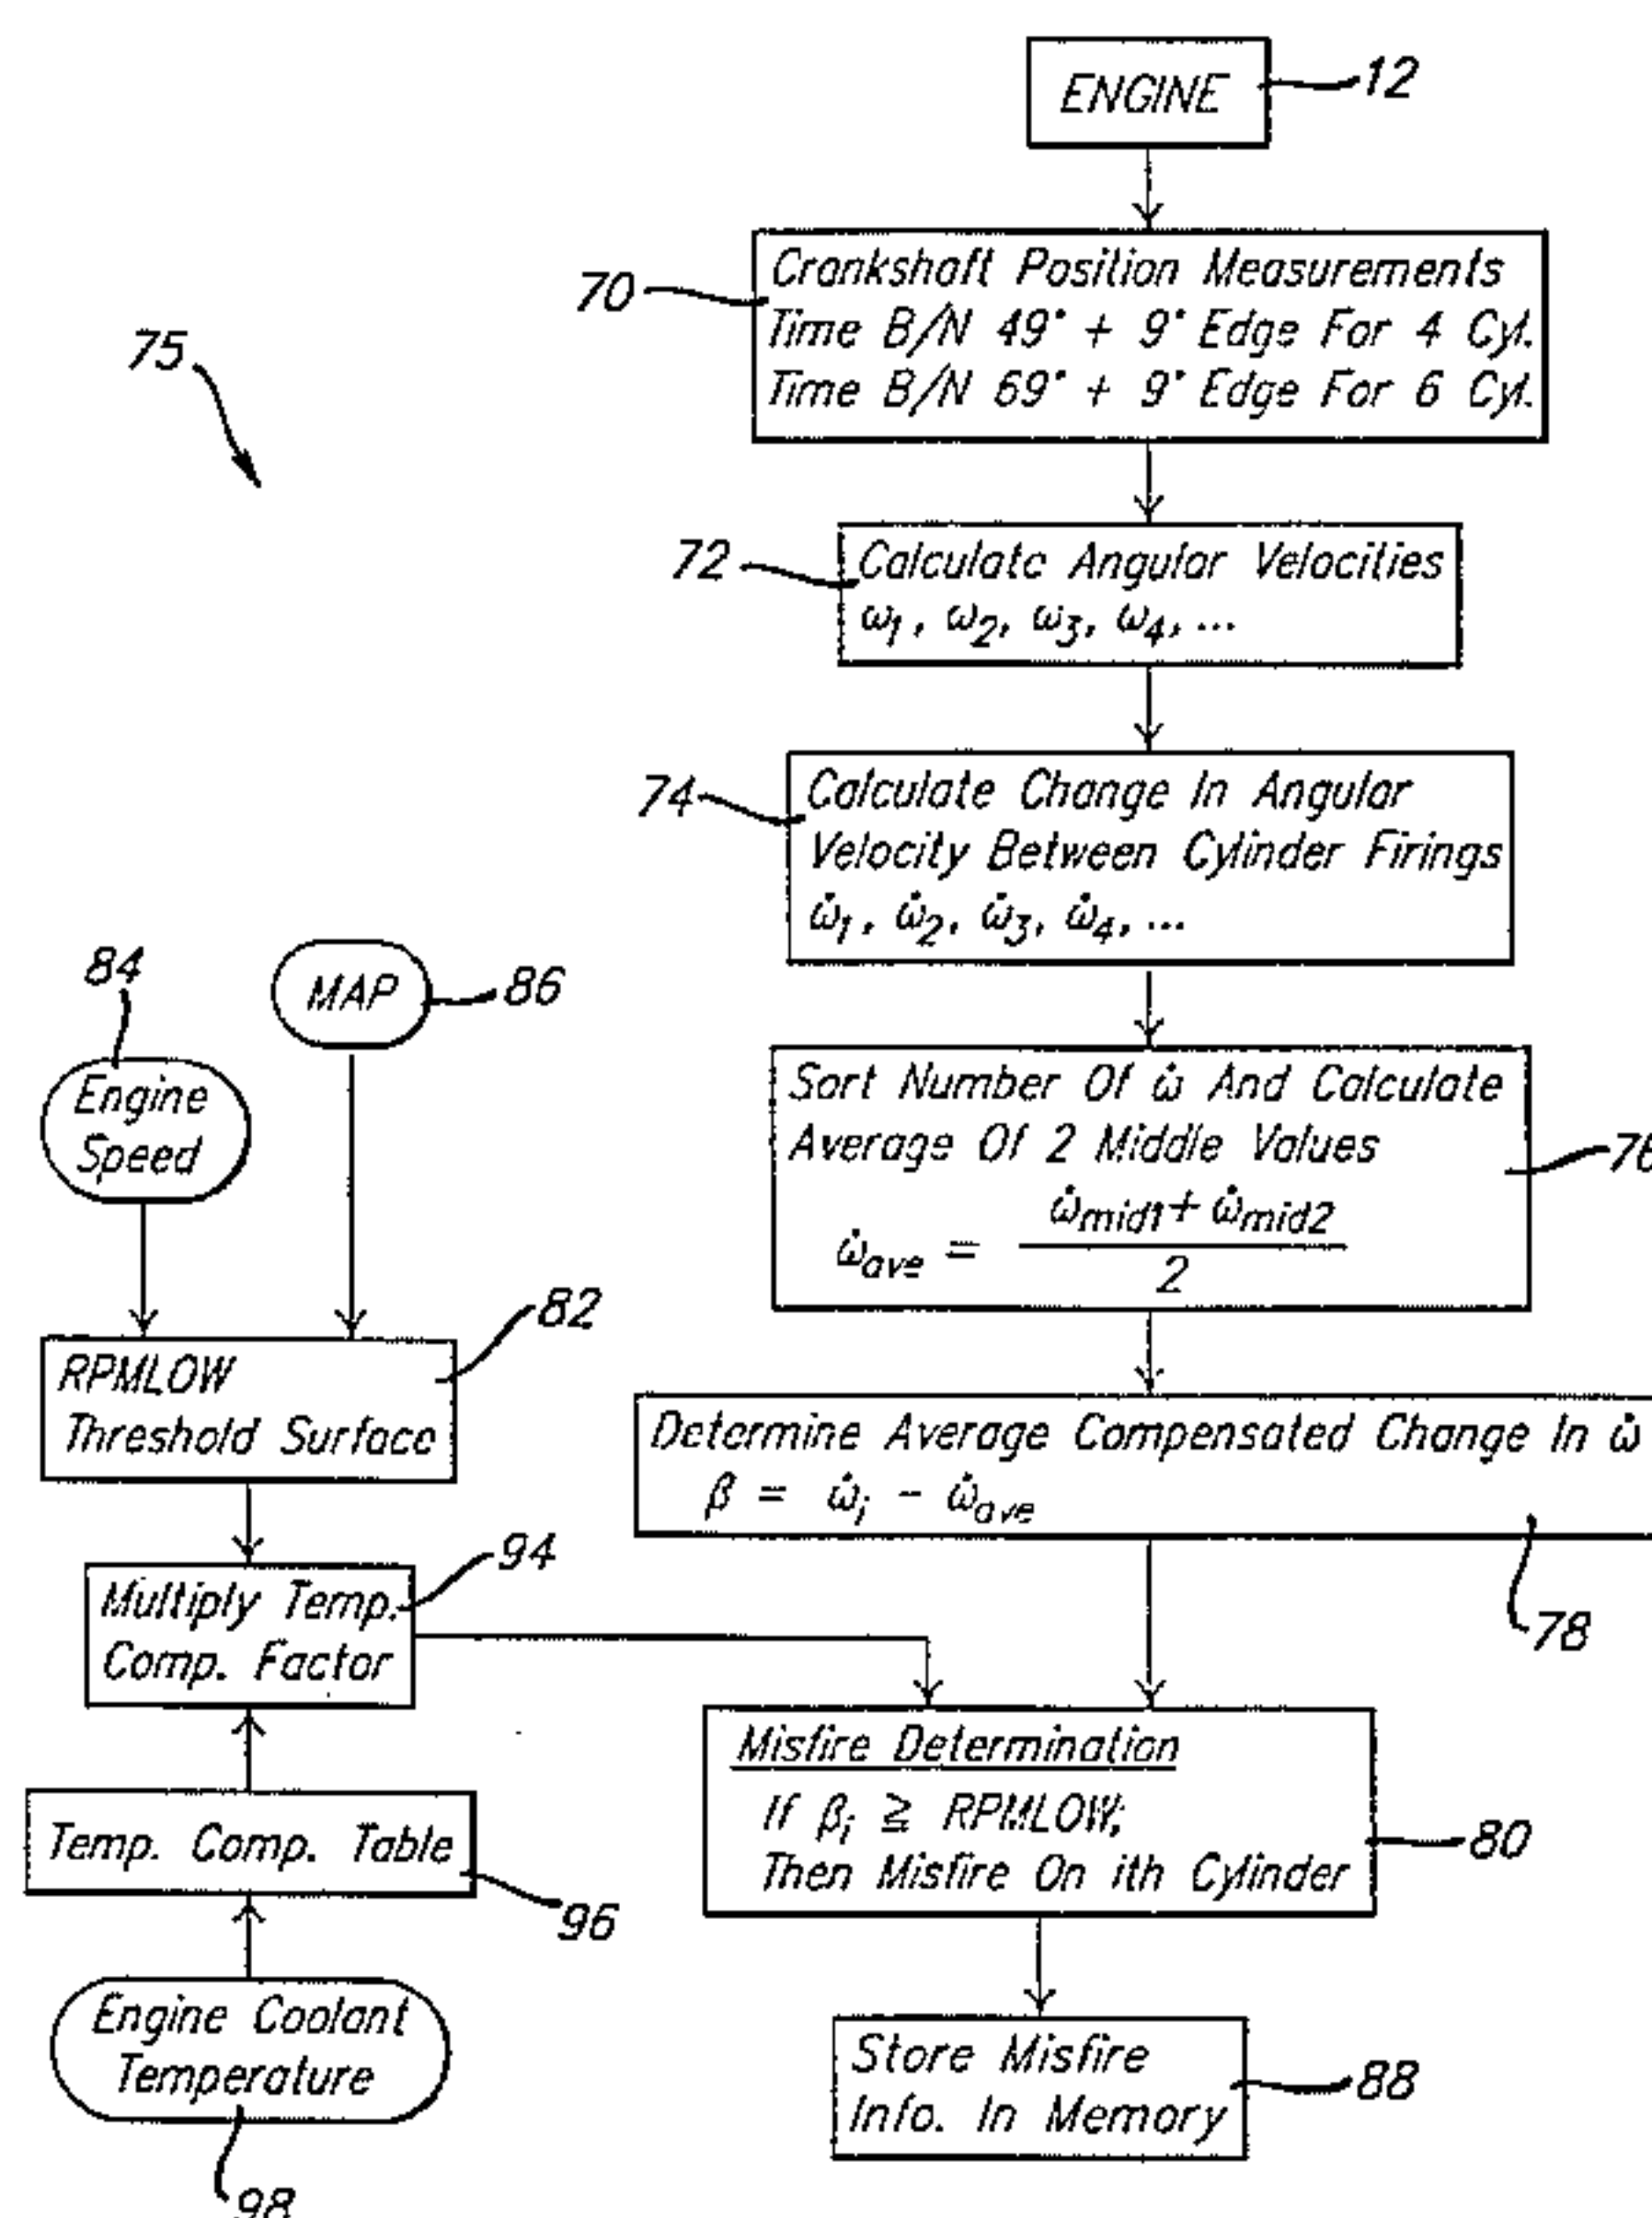 ENGINE
12
70
Crankshaft Position Measurements
Time B/N 49° + 9° Edge For 4 Cyl.
Time B/N 69° + 9° Edge For 6 Cyl.
75
72
Calculate Angular Velocities
ω1, ω2, ω3, ω4, ...
74
Calculate Change In Angular
Velocity Between Cylinder Firings
ω̇1, ω̇2, ω̇3, ω̇4, ...
84
MAP
86
Engine
Speed
Sort Number Of ω̇ And Calculate
Average Of 2 Middle Values
ω̇ave = (ω̇mid1 + ω̇mid2) / 2
76
82
RPMLOW
Threshold Surface
Determine Average Compensated Change In ω̇
β = ω̇i - ω̇ave
78
94
Multiply Temp.
Comp. Factor
Misfire Determination
If βi ≧ RPMLOW;
Then Misfire On ith Cylinder
80
Temp. Comp. Table
96
Engine Coolant
Temperature
98
Store Misfire
Info. In Memory
88